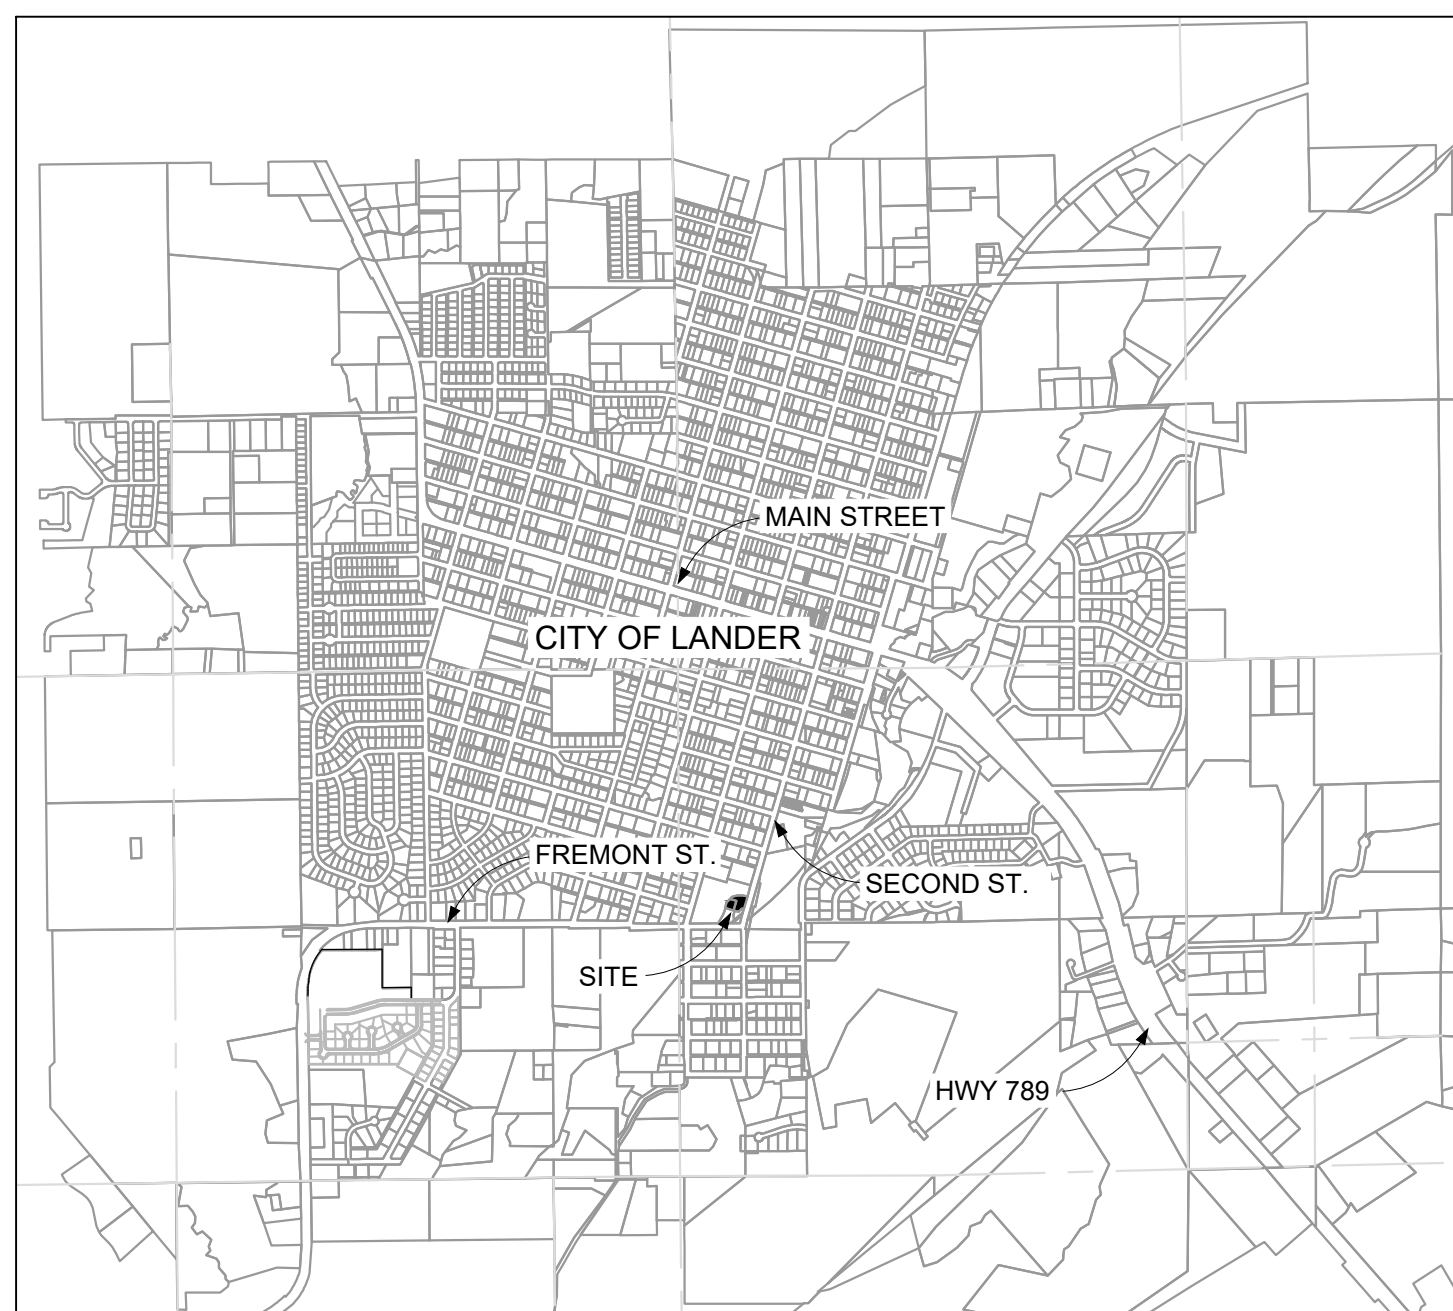 MAIN STREET
CITY OF LANDER
FREMONT ST.
SECOND ST.
SITE
HWY 789